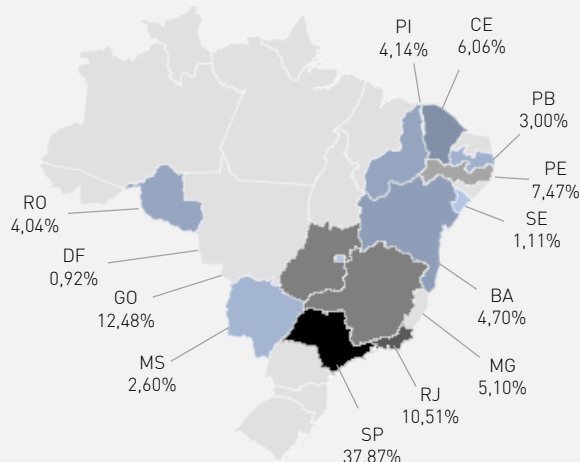 PI
4,14%
CE
6,06%
PB
3,00%
PE
7,47%
SE
1,11%
RO
4,04%
DF
0,92%
GO
12,48%
BA
4,70%
MS
2,60%
MG
5,10%
RJ
10,51%
SP
37,87%